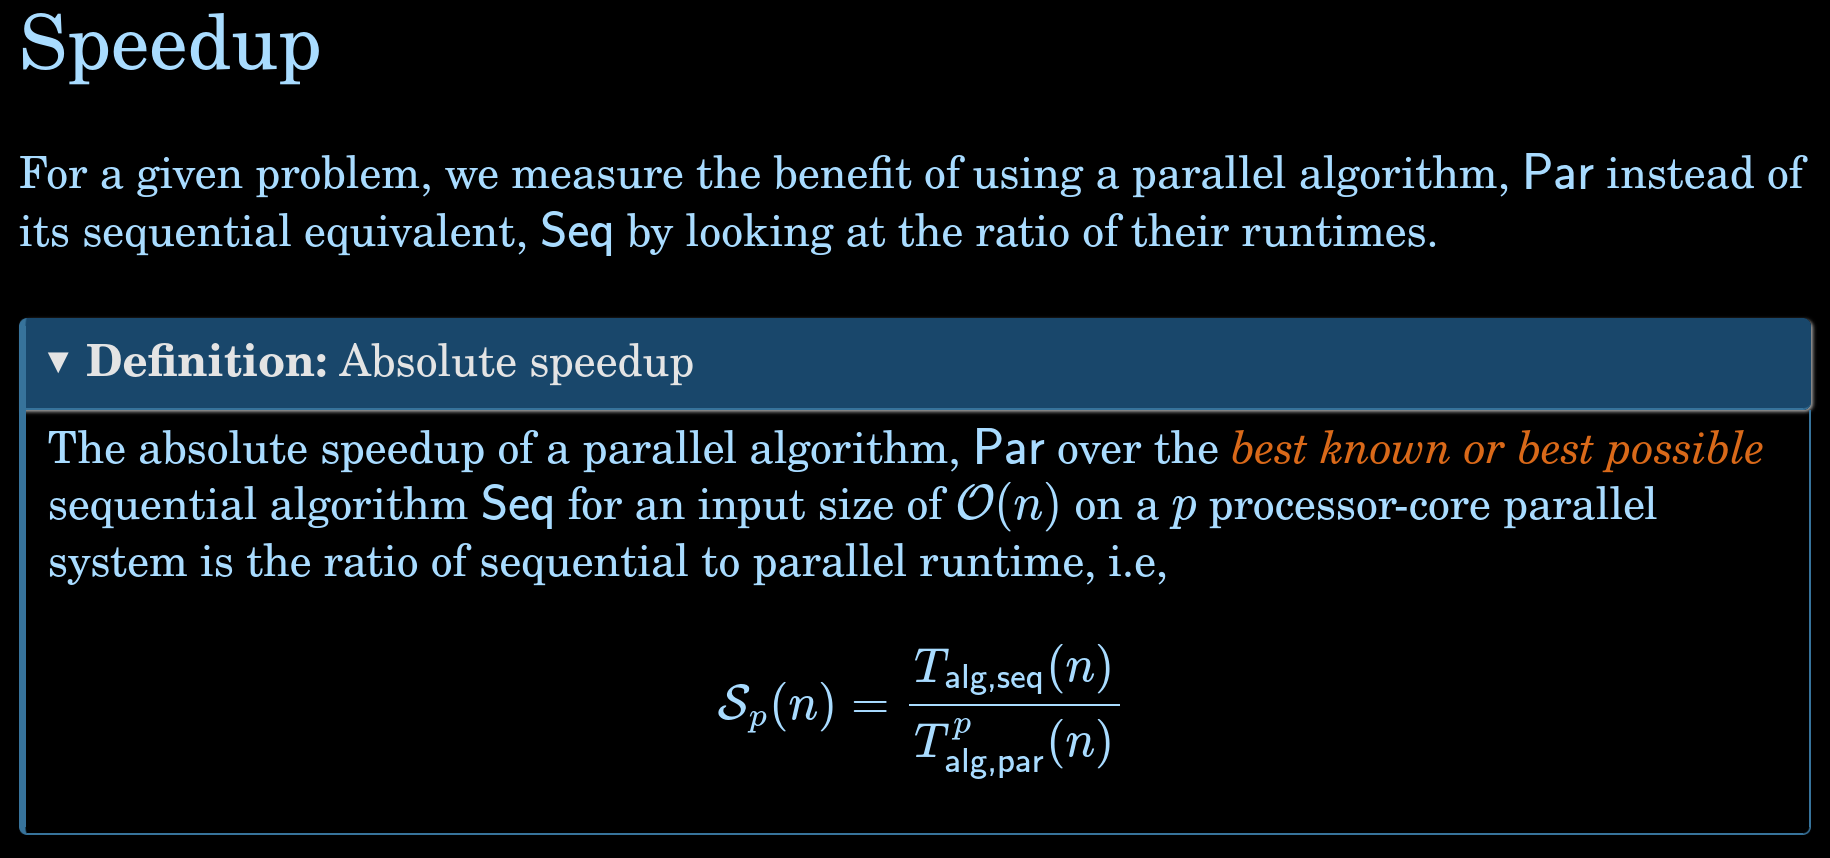 Speedup
For a given problem, we measure the benefit of using a parallel algorithm, Par instead of
its sequential equivalent, Seq by looking at the ratio of their runtimes.
▼ Definition: Absolute speedup
The absolute speedup of a parallel algorithm, Par over the best known or best possible
sequential algorithm Seq for an input size of 𝒪(n) on a p processor-core parallel
system is the ratio of sequential to parallel runtime, i.e,
$\mathcal{S}_p(n) = \frac{T_{\mathsf{alg,seq}}(n)}{T^p_{\mathsf{alg,par}}(n)}$